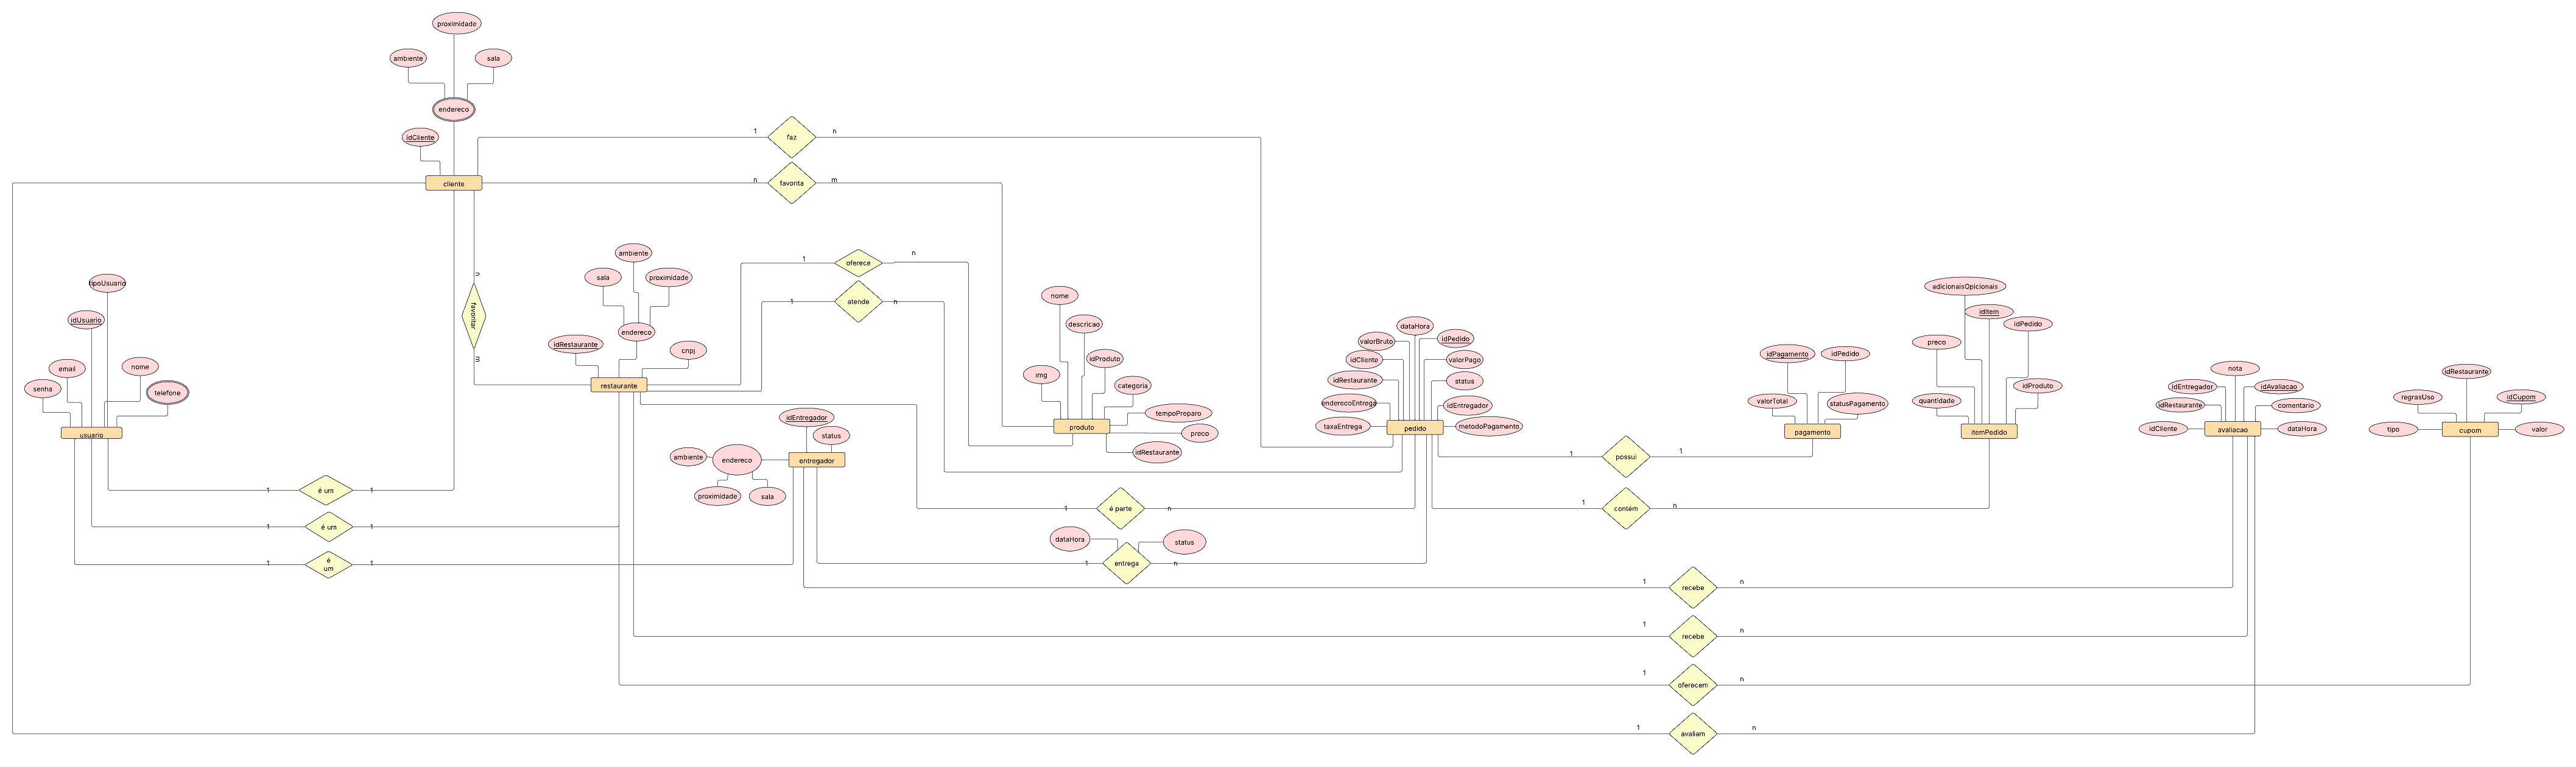 proximidade
ambiente
sala
endereco
idCliente
cliente
1
faz
n
n
favorita
m
n
favoritar
m
tipoUsuario
idUsuario
email
nome
senha
telefone
usuario
ambiente
sala
proximidade
endereco
idRestaurante
cnpj
restaurante
1
oferece
n
1
atende
n
idEntregador
status
ambiente
endereco
entregador
proximidade
sala
nome
descricao
idProduto
img
categoria
tempoPreparo
produto
preco
idRestaurante
dataHora
valorBruto
idPedido
idCliente
valorPago
idRestaurante
status
enderecoEntrega
idEntregador
taxaEntrega
pedido
metodoPagamento
1
possui
1
1
contém
n
idPagamento
idPedido
valorTotal
statusPagamento
pagamento
adicionaisOpicionais
idItem
idPedido
preco
idProduto
quantidade
itemPedido
nota
idEntregador
idAvaliacao
idRestaurante
comentario
idCliente
avaliacao
dataHora
idRestaurante
regrasUso
idCupom
tipo
cupom
valor
1
é um
1
1
é um
1
1
é
um
1
1
é parte
n
dataHora
status
1
entrega
n
1
recebe
n
1
recebe
n
1
oferecem
n
1
avaliam
n